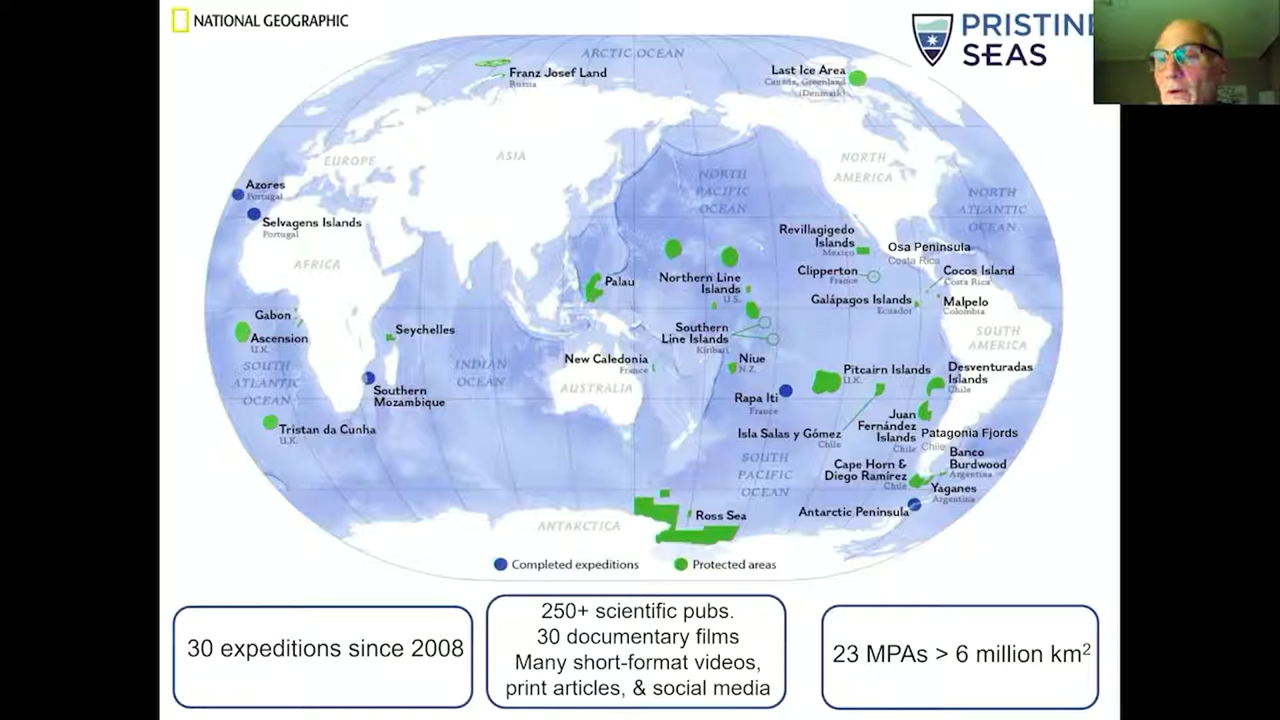 NATIONAL GEOGRAPHIC
PRISTINE
SEAS
ARCTIC OCEAN
Franz Josef Land
Russia
Last Ice Area
Canada, Greenland
(Denmark)
EUROPE
ASIA
NORTH
AMERICA
NORTH
PACIFIC
OCEAN
NORTH
ATLANTIC
OCEAN
Azores
Portugal
Selvagens Islands
Portugal
AFRICA
Revillagigedo
Islands
Mexico
Osa Peninsula
Costa Rica
Clipperton
France
Cocos Island
Costa Rica
Palau
Northern Line
Islands
U.S.
Galápagos Islands
Ecuador
Malpelo
Colombia
Gabon
Ascension
U.K.
Seychelles
Southern
Line Islands
Kiribati
SOUTH
AMERICA
SOUTH
ATLANTIC
OCEAN
INDIAN
OCEAN
New Caledonia
France
Niue
N.Z.
AUSTRALIA
Pitcairn Islands
U.K.
Desventuradas
Islands
Chile
Southern
Mozambique
Rapa Iti
France
Juan
Fernández
Islands
Chile
Tristan da Cunha
U.K.
Isla Salas y Gómez
Chile
Patagonia Fjords
Chile
SOUTH
PACIFIC
OCEAN
Cape Horn &
Diego Ramírez
Chile
Banco
Burdwood
Argentina
Yaganes
Argentina
Antarctic Peninsula
Ross Sea
ANTARCTICA
Completed expeditions
Protected areas
30 expeditions since 2008
250+ scientific pubs.
30 documentary films
Many short-format videos,
print articles, & social media
23 MPAs > 6 million km²